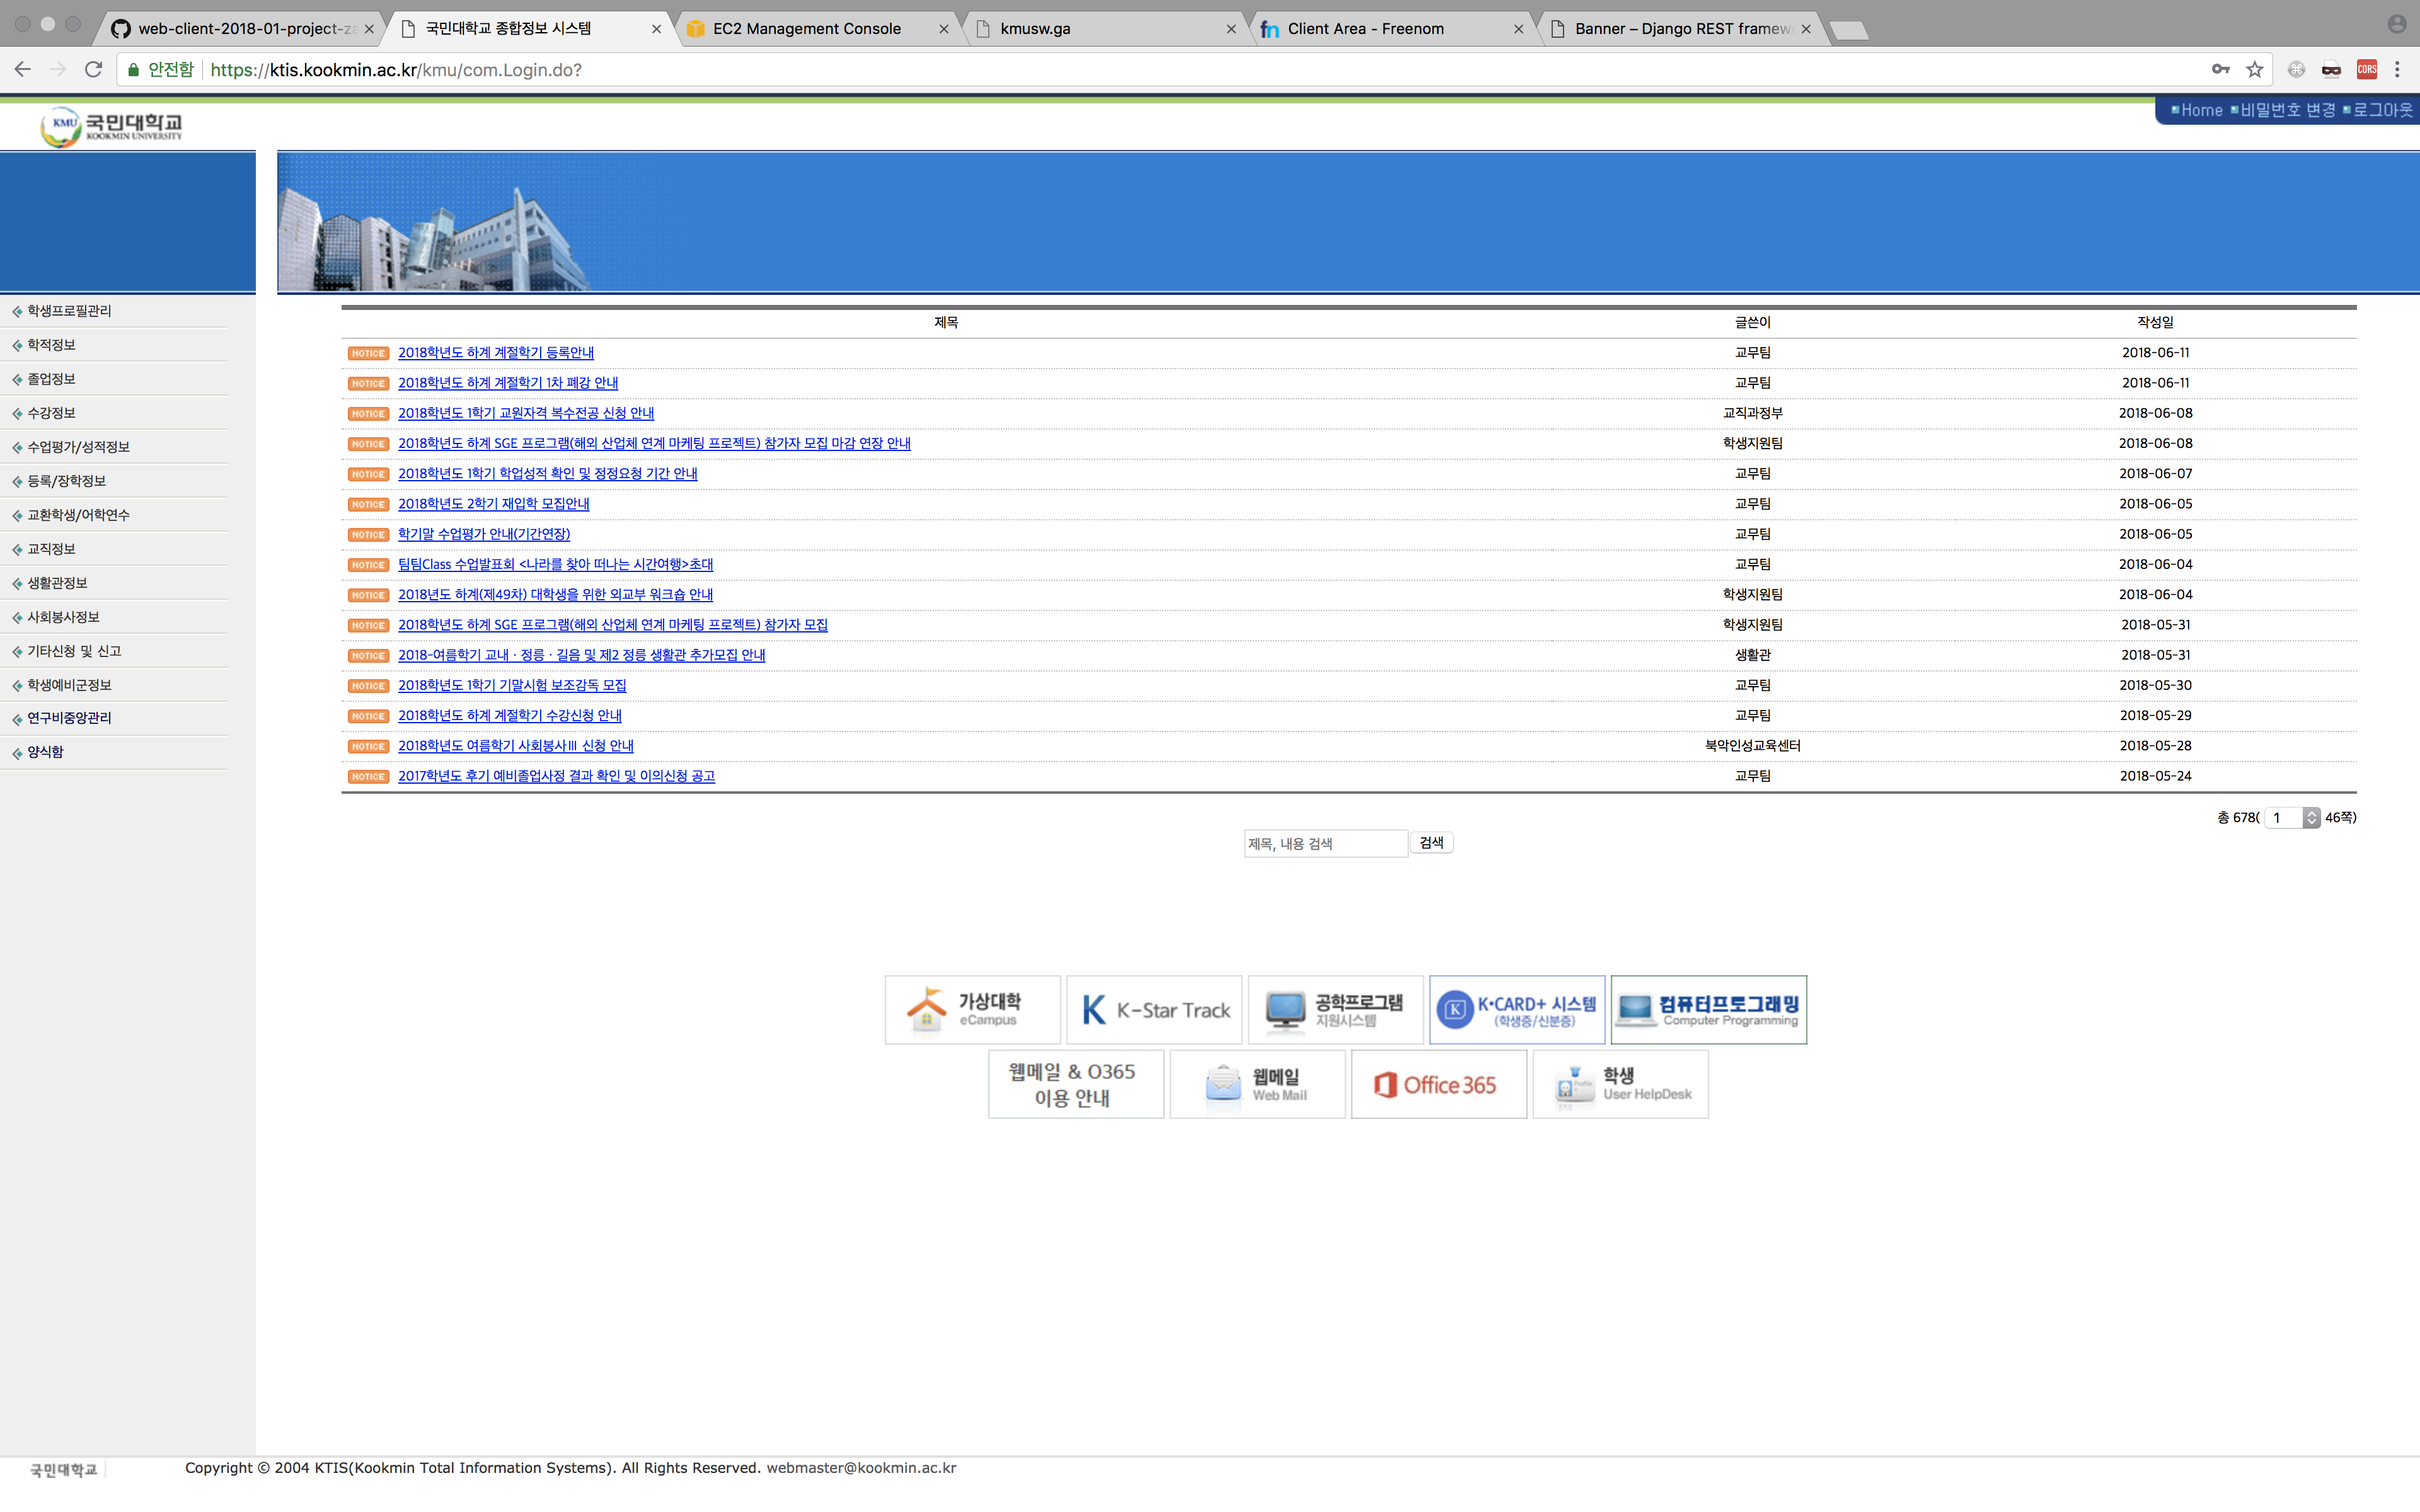 web-client-2018-01-project-za
국민대학교 종합정보 시스템
EC2 Management Console
kmusw.ga
Client Area - Freenom
Banner – Django REST framew
안전함 https://ktis.kookmin.ac.kr/kmu/com.Login.do?
CORS
KMU 국민대학교
KOOKMIN UNIVERSITY
Home 비밀번호 변경 로그아웃
학생프로필관리
학적정보
졸업정보
수강정보
수업평가/성적정보
등록/장학정보
교환학생/어학연수
교직정보
생활관정보
사회봉사정보
기타신청 및 신고
학생예비군정보
연구비중앙관리
양식함
제목 글쓴이 작성일
NOTICE 2018학년도 하계 계절학기 등록안내 교무팀 2018-06-11
NOTICE 2018학년도 하계 계절학기 1차 폐강 안내 교무팀 2018-06-11
NOTICE 2018학년도 1학기 교원자격 복수전공 신청 안내 교직과정부 2018-06-08
NOTICE 2018학년도 하계 SGE 프로그램(해외 산업체 연계 마케팅 프로젝트) 참가자 모집 마감 연장 안내 학생지원팀 2018-06-08
NOTICE 2018학년도 1학기 학업성적 확인 및 정정요청 기간 안내 교무팀 2018-06-07
NOTICE 2018학년도 2학기 재입학 모집안내 교무팀 2018-06-05
NOTICE 학기말 수업평가 안내(기간연장) 교무팀 2018-06-05
NOTICE 팀팀Class 수업발표회 <나라를 찾아 떠나는 시간여행>초대 교무팀 2018-06-04
NOTICE 2018년도 하계(제49차) 대학생을 위한 외교부 워크숍 안내 학생지원팀 2018-06-04
NOTICE 2018학년도 하계 SGE 프로그램(해외 산업체 연계 마케팅 프로젝트) 참가자 모집 학생지원팀 2018-05-31
NOTICE 2018-여름학기 교내 · 정릉 · 길음 및 제2 정릉 생활관 추가모집 안내 생활관 2018-05-31
NOTICE 2018학년도 1학기 기말시험 보조감독 모집 교무팀 2018-05-30
NOTICE 2018학년도 하계 계절학기 수강신청 안내 교무팀 2018-05-29
NOTICE 2018학년도 여름학기 사회봉사Ⅲ 신청 안내 북악인성교육센터 2018-05-28
NOTICE 2017학년도 후기 예비졸업사정 결과 확인 및 이의신청 공고 교무팀 2018-05-24
총 678( 1 46쪽)
제목, 내용 검색 검색
가상대학
eCampus
K K-Star Track
공학프로그램
지원시스템
K K•CARD+ 시스템
(학생증/신분증)
컴퓨터프로그래밍
Computer Programming
웹메일 & O365
이용 안내
웹메일
Web Mail
Office 365
학생
User HelpDesk
국민대학교 Copyright © 2004 KTIS(Kookmin Total Information Systems). All Rights Reserved. webmaster@kookmin.ac.kr